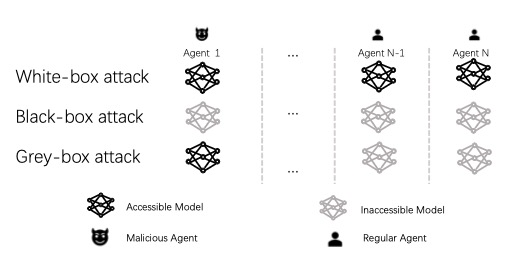 Agent 1 ... Agent N-1 Agent N
White-box attack
Black-box attack ...
Grey-box attack ...
Accessible Model Inaccessible Model
Malicious Agent Regular Agent